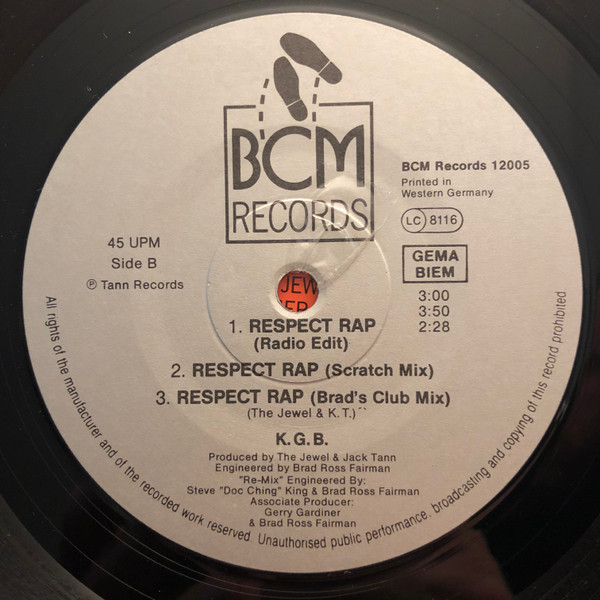 BCM
RECORDS
BCM Records 12005
Printed in
Western Germany
LC 8116
GEMA
BIEM
45 UPM
Side B
℗ Tann Records
3:00
3:50
2:28
JEW
1. RESPECT RAP
(Radio Edit)
2. RESPECT RAP (Scratch Mix)
3. RESPECT RAP (Brad's Club Mix)
(The Jewel & K.T.)
K.G.B.
Produced by The Jewel & Jack Tann
Engineered by Brad Ross Fairman
"Re-Mix" Engineered By:
Steve "Doc Ching" King & Brad Ross Fairman
Associate Producer:
Gerry Gardiner
& Brad Ross Fairman
All rights of the manufacturer and of the recorded work reserved. Unauthorised public performance, broadcasting and copying of this record prohibited